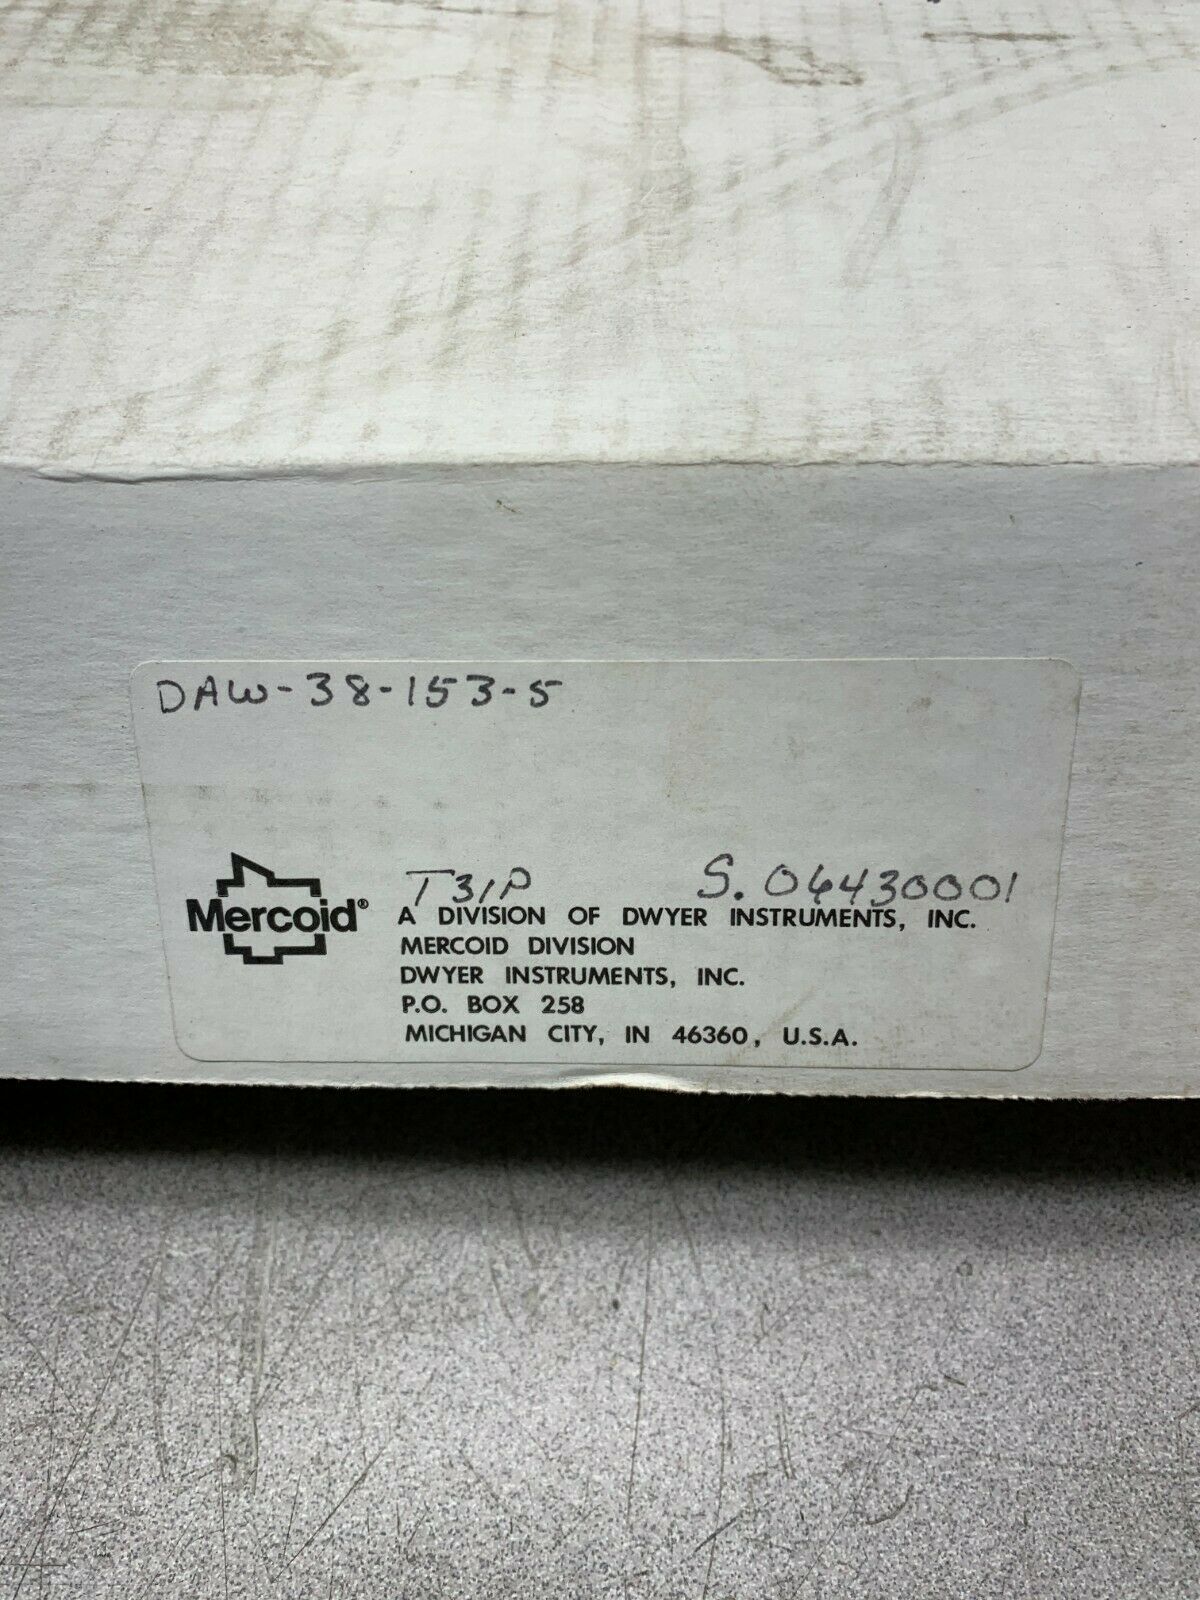 DAW-38-153-5
T31P S.06430001
Mercoid® A DIVISION OF DWYER INSTRUMENTS, INC.
MERCOID DIVISION
DWYER INSTRUMENTS, INC.
P.O. BOX 258
MICHIGAN CITY, IN 46360, U.S.A.